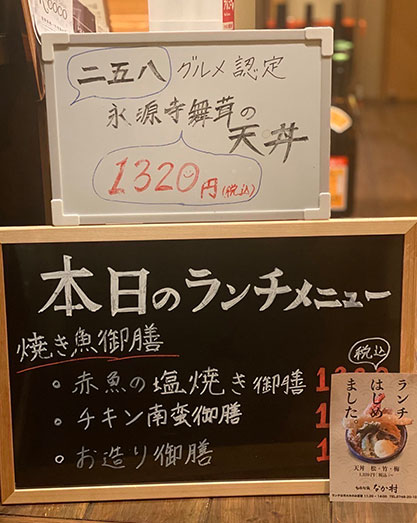 二五八 グルメ認定
永源寺舞茸の
天丼
1320円(税込)
本日のランチメニュー
焼き魚御膳
税込
。赤魚の塩焼き御膳
。チキン南蛮御膳
。お造り御膳
ランチ
はじめ
ました。
天丼 松・竹・梅
なか村